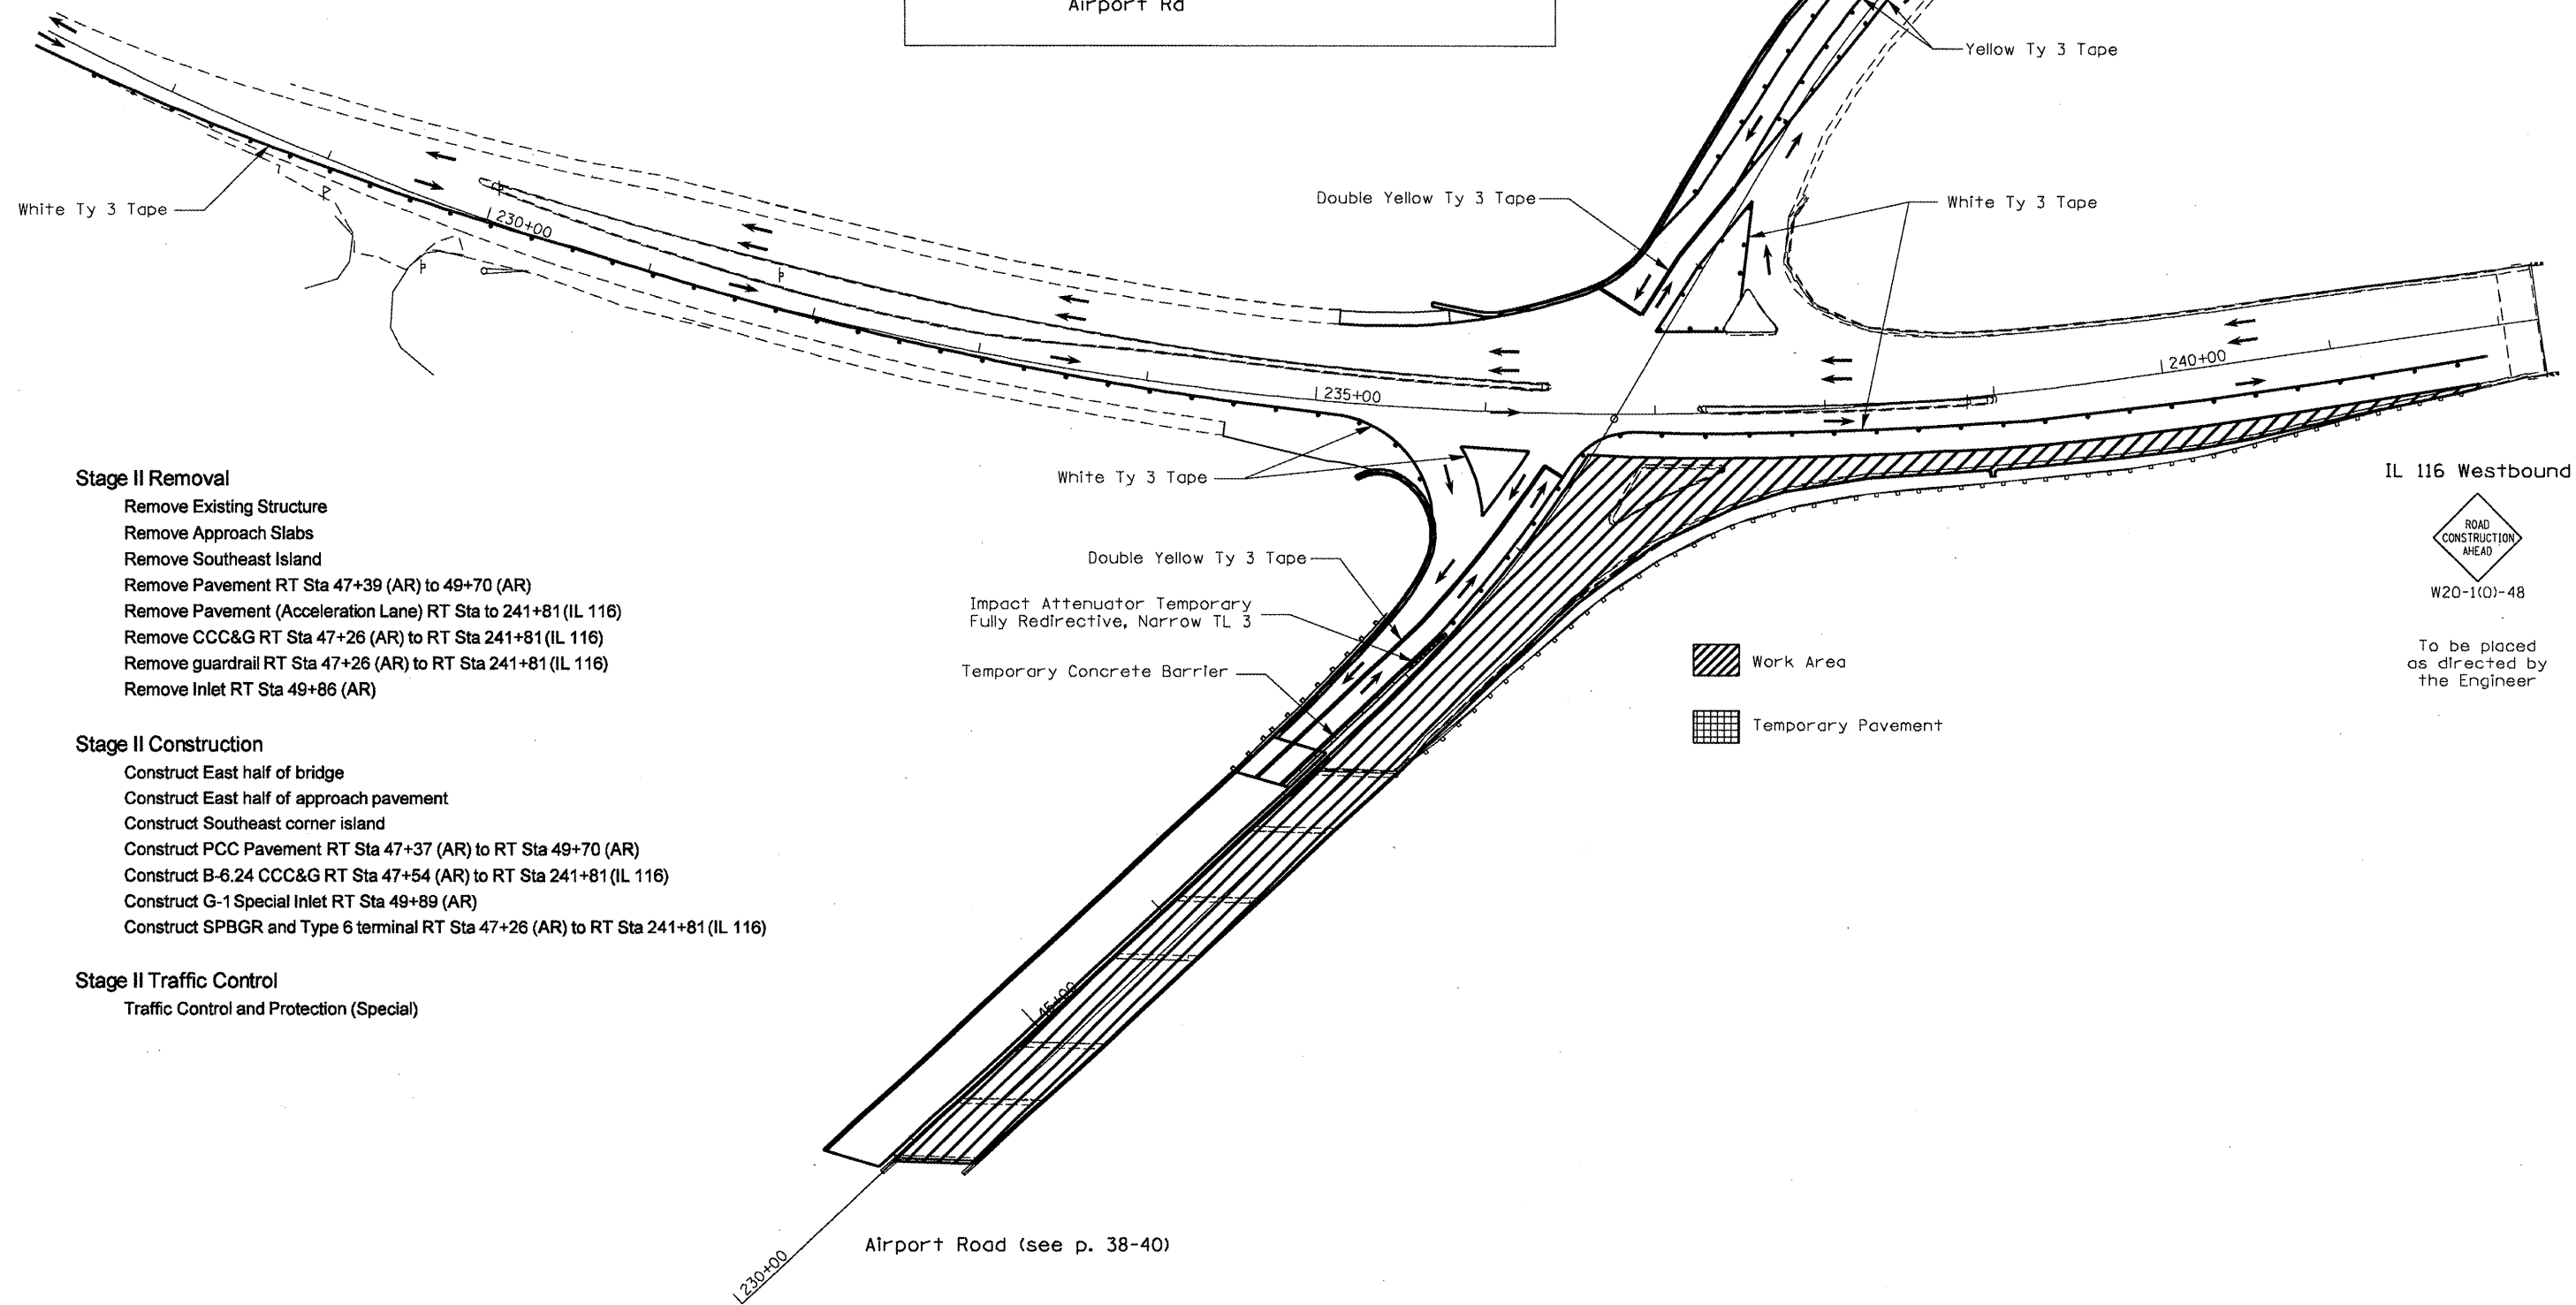 Airport Rd
Yellow Ty 3 Tape
White Ty 3 Tape
Double Yellow Ty 3 Tape
White Ty 3 Tape
230+00
235+00
240+00
White Ty 3 Tape
Double Yellow Ty 3 Tape
Impact Attenuator Temporary
Fully Redirective, Narrow TL 3
Temporary Concrete Barrier
IL 116 Westbound
ROAD
CONSTRUCTION
AHEAD
W20-1(O)-48
To be placed
as directed by
the Engineer
Work Area
Temporary Pavement
Stage II Removal
Remove Existing Structure
Remove Approach Slabs
Remove Southeast Island
Remove Pavement RT Sta 47+39 (AR) to 49+70 (AR)
Remove Pavement (Acceleration Lane) RT Sta to 241+81 (IL 116)
Remove CCC&G RT Sta 47+26 (AR) to RT Sta 241+81 (IL 116)
Remove guardrail RT Sta 47+26 (AR) to RT Sta 241+81 (IL 116)
Remove Inlet RT Sta 49+86 (AR)
Stage II Construction
Construct East half of bridge
Construct East half of approach pavement
Construct Southeast corner island
Construct PCC Pavement RT Sta 47+37 (AR) to RT Sta 49+70 (AR)
Construct B-6.24 CCC&G RT Sta 47+54 (AR) to RT Sta 241+81 (IL 116)
Construct G-1 Special Inlet RT Sta 49+89 (AR)
Construct SPBGR and Type 6 terminal RT Sta 47+26 (AR) to RT Sta 241+81 (IL 116)
Stage II Traffic Control
Traffic Control and Protection (Special)
45+00
Airport Road (see p. 38-40)
230+00